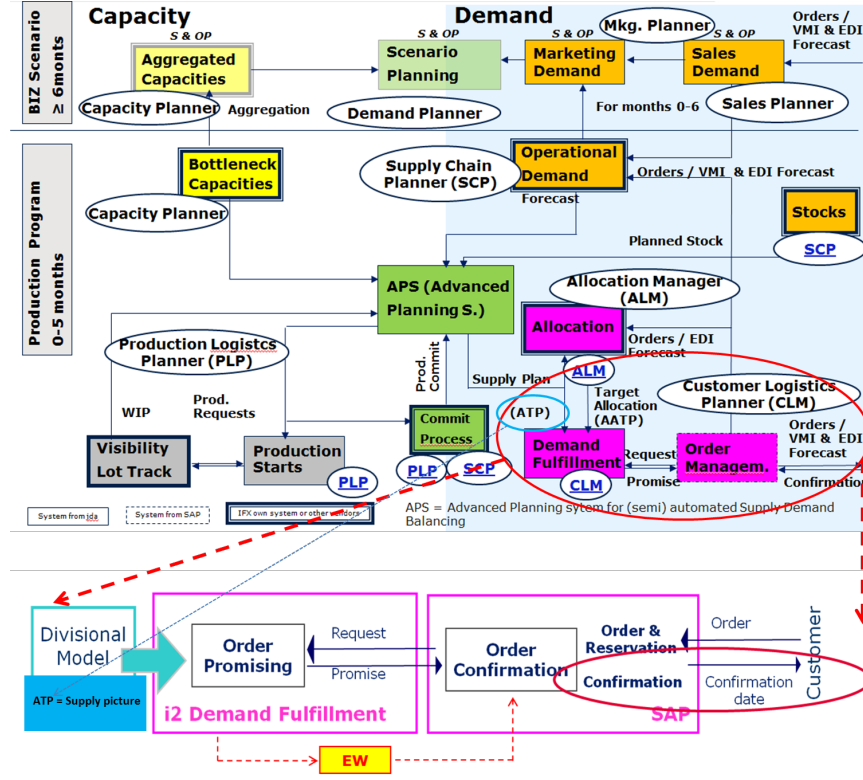 Capacity
Demand
BIZ Scenario
≥ 6monts
S & OP
Aggregated
Capacities
Capacity Planner
Aggregation
S & OP
Scenario
Planning
Demand Planner
S & OP
Marketing
Demand
Mkg. Planner
S & OP
Sales
Demand
Orders /
VMI & EDI
Forecast
For months 0-6
Sales Planner
Production Program
0-5 months
Bottleneck
Capacities
Capacity Planner
Supply Chain
Planner (SCP)
Operational
Demand
Forecast
Orders / VMI & EDI Forecast
Stocks
SCP
Planned Stock
APS (Advanced
Planning S.)
Allocation Manager
(ALM)
Allocation
Orders / EDI
Forecast
ALM
Production Logistcs
Planner (PLP)
WIP
Prod.
Requests
Prod.
Commit
Supply Plan
(ATP)
Target
Allocation
(AATP)
Customer Logistics
Planner (CLM)
Orders /
VMI & EDI
Forecast
Visibility
Lot Track
Production
Starts
PLP
Commit
Process
PLP
SCP
Demand
Fulfillment
CLM
Request
Promise
Order
Managem.
Confirmation
System from jda
System from SAP
IFX own system or other vendors
APS = Advanced Planning sytem for (semi) automated Supply Demand
Balancing
Divisional
Model
ATP = Supply picture
Order
Promising
i2 Demand Fulfillment
Request
Promise
Order
Confirmation
Order &
Reservation
Confirmation
SAP
Order
Confirmation
date
Customer
EW